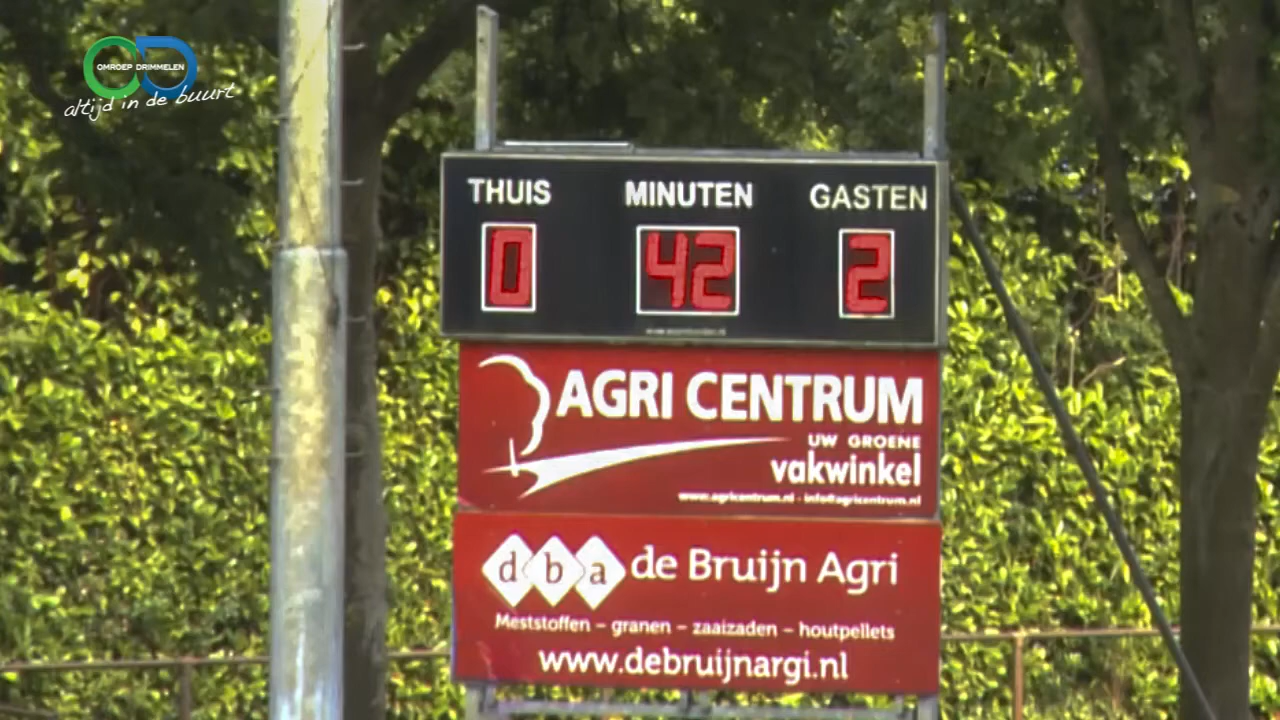 OMROEP DRIMMELEN
altijd in de buurt
THUIS MINUTEN GASTEN
0 42 2
AGRI CENTRUM
UW GROENE
vakwinkel
www.agricentrum.nl - info@agricentrum.nl
dba de Bruijn Agri
Meststoffen – granen – zaaizaden – houtpellets
www.debruijnargi.nl